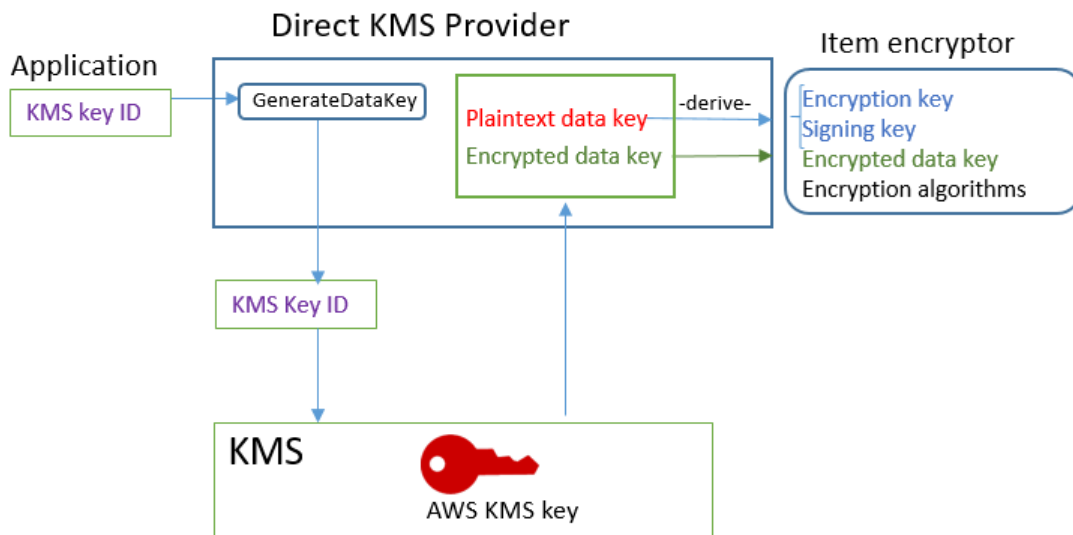 Direct KMS Provider
Item encryptor
Application
KMS key ID
GenerateDataKey
Plaintext data key
Encrypted data key
-derive-
Encryption key
Signing key
Encrypted data key
Encryption algorithms
KMS Key ID
KMS
AWS KMS key